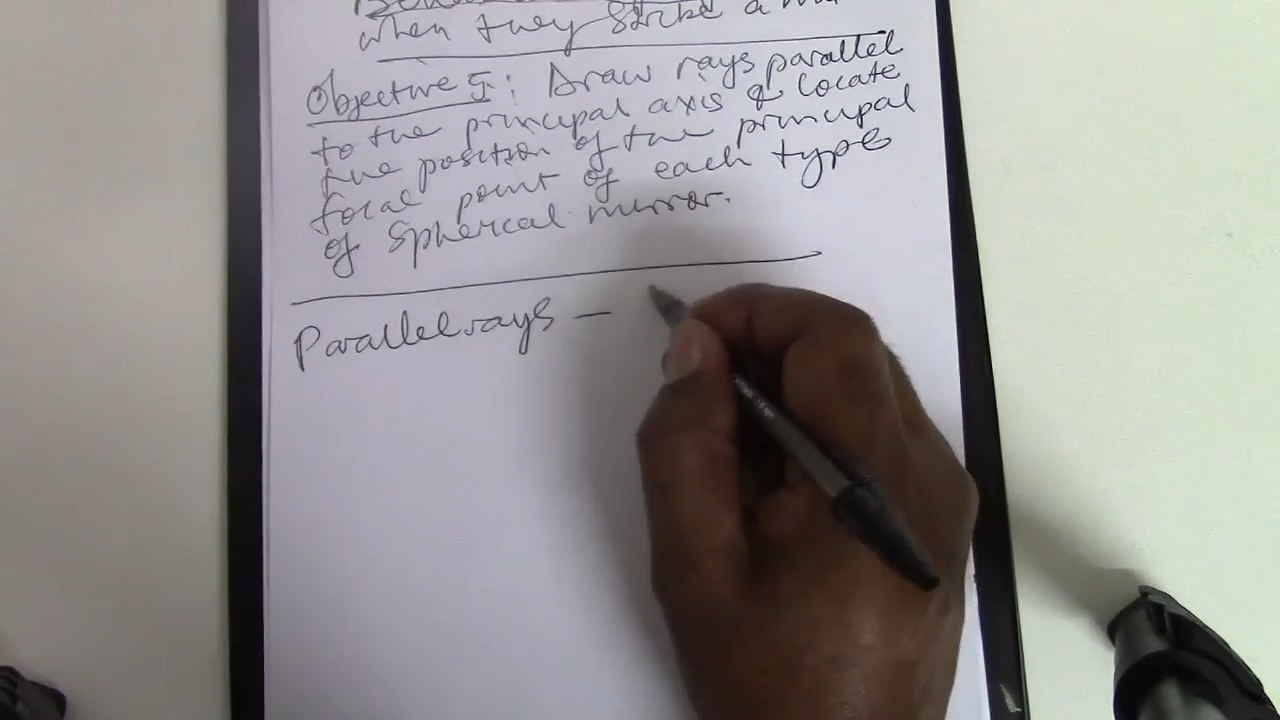 when they strike a
Objective 5: Draw rays parallel
to the principal axis & locate
the position of the principal
focal point of each types
of spherical mirror.
Parallel rays —